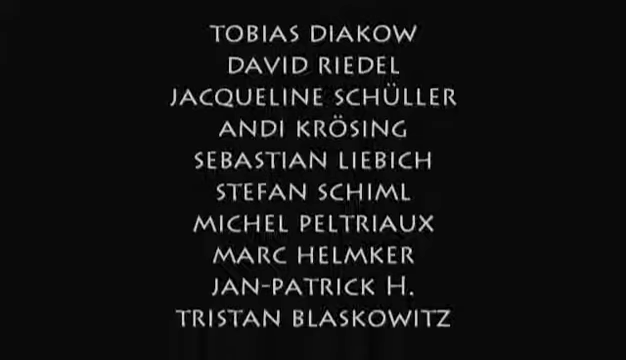 TOBIAS DIAKOW
DAVID RIEDEL
JACQUELINE SCHÜLLER
ANDI KRÖSING
SEBASTIAN LIEBICH
STEFAN SCHIML
MICHEL PELTRIAUX
MARC HELMKER
JAN-PATRICK H.
TRISTAN BLASKOWITZ